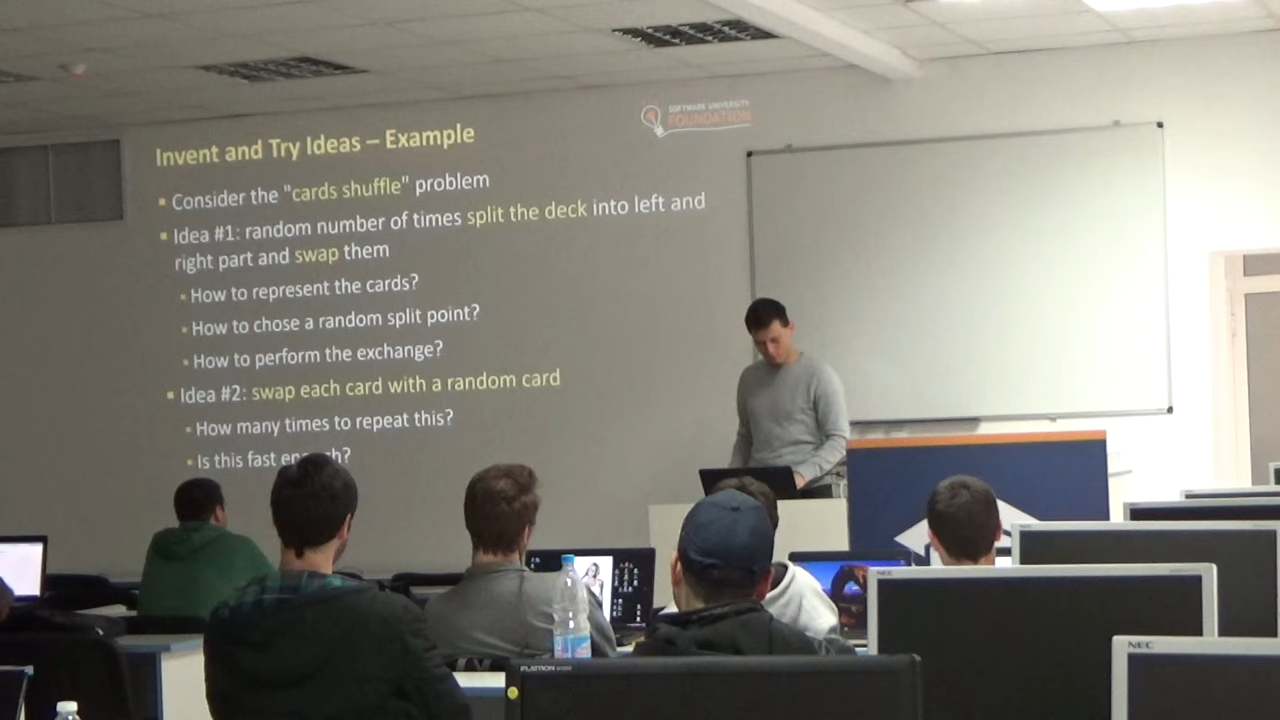 SOFTWARE UNIVERSITY
FOUNDATION
Invent and Try Ideas – Example
▪ Consider the "cards shuffle" problem
▪ Idea #1: random number of times split the deck into left and
right part and swap them
▪ How to represent the cards?
▪ How to chose a random split point?
▪ How to perform the exchange?
▪ Idea #2: swap each card with a random card
▪ How many times to repeat this?
▪ Is this fast
NEC
NEC
FLATRON